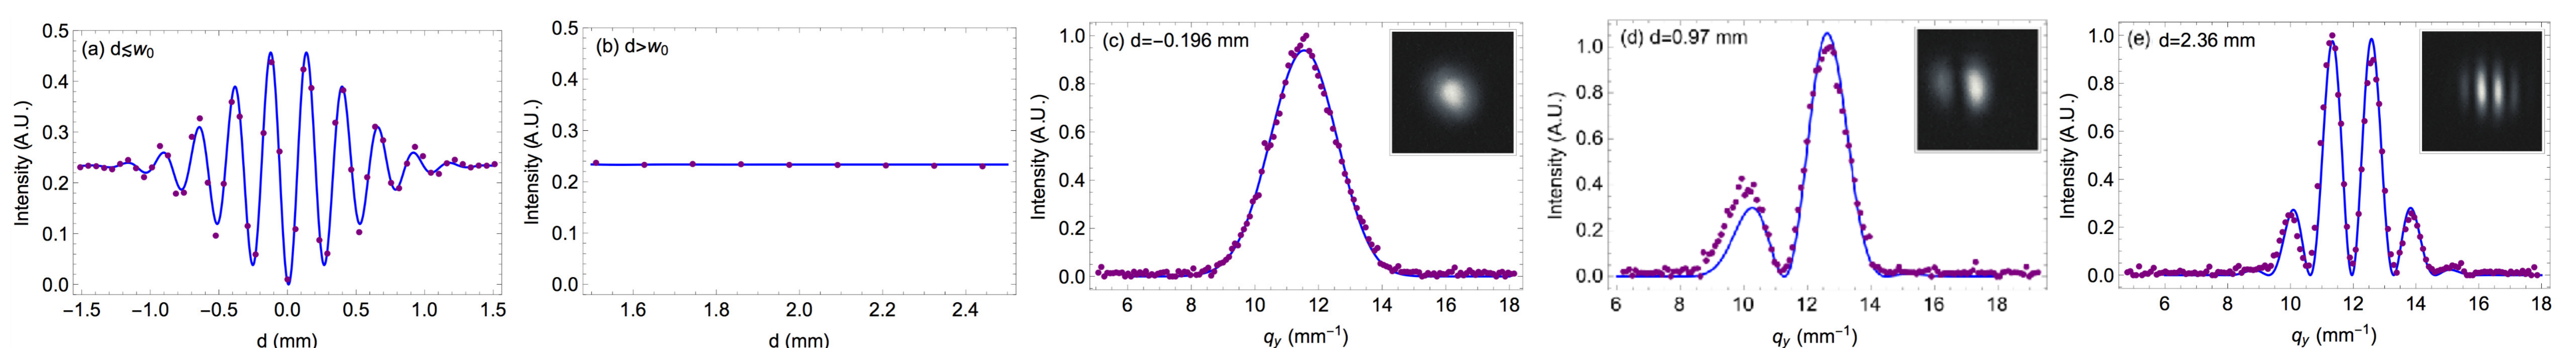 (a) d≲w₀
Intensity (A.U.)
0.5
0.4
0.3
0.2
0.1
0.0
−1.5 −1.0 −0.5 0.0 0.5 1.0 1.5
d (mm)
(b) d>w₀
Intensity (A.U.)
0.5
0.4
0.3
0.2
0.1
0.0
1.6 1.8 2.0 2.2 2.4
d (mm)
(c) d=−0.196 mm
Intensity (A.U.)
1.0
0.8
0.6
0.4
0.2
0.0
6 8 10 12 14 16 18
qy (mm⁻¹)
(d) d=0.97 mm
Intensity (A.U.)
1.0
0.8
0.6
0.4
0.2
0.0
6 8 10 12 14 16 18
qy (mm⁻¹)
(e) d=2.36 mm
Intensity (A.U.)
1.0
0.8
0.6
0.4
0.2
0.0
6 8 10 12 14 16 18
qy (mm⁻¹)